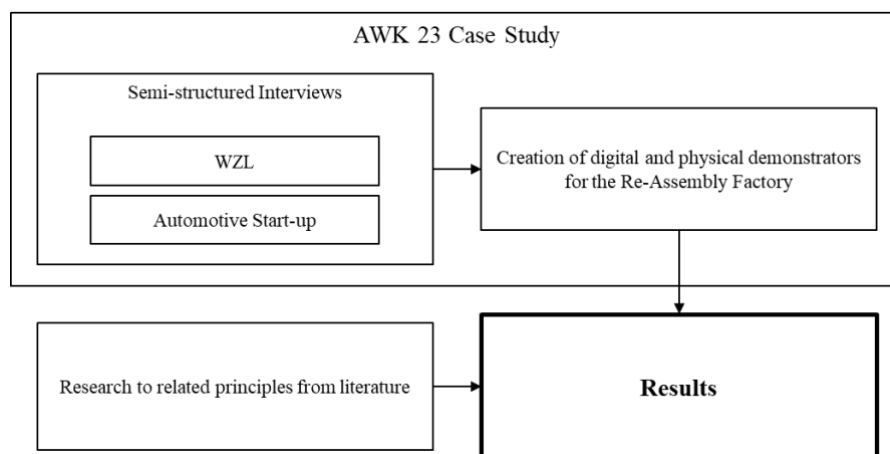 AWK 23 Case Study
Semi-structured Interviews
WZL
Automotive Start-up
Creation of digital and physical demonstrators
for the Re-Assembly Factory
Research to related principles from literature
Results